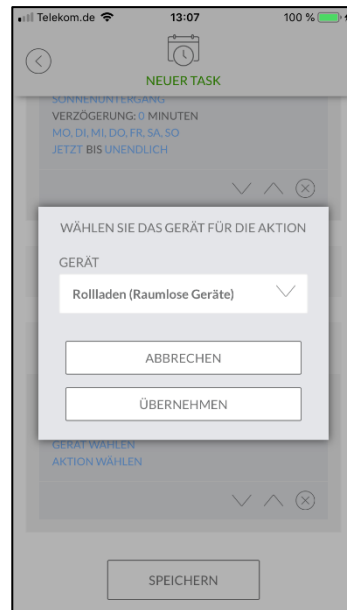 Telekom.de 13:07 100 %
NEUER TASK
SONNENUNTERGANG
VERZÖGERUNG: 0 MINUTEN
MO, DI, MI, DO, FR, SA, SO
JETZT BIS UNENDLICH
WÄHLEN SIE DAS GERÄT FÜR DIE AKTION
GERÄT
Rollladen (Raumlose Geräte)
ABBRECHEN
ÜBERNEHMEN
GERÄT WÄHLEN
AKTION WÄHLEN
SPEICHERN